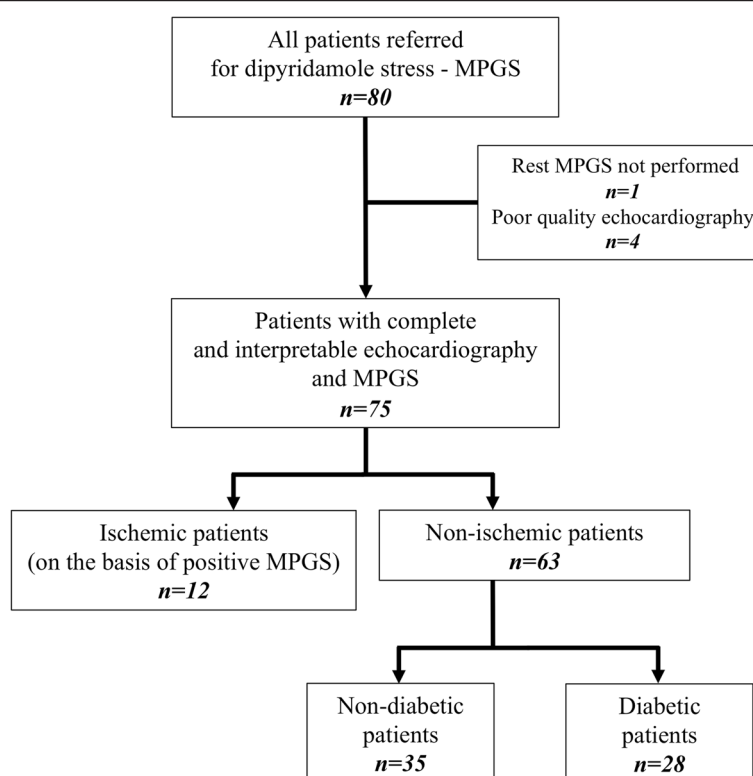 All patients referred
for dipyridamole stress - MPGS
n=80
Rest MPGS not performed
n=1
Poor quality echocardiography
n=4
Patients with complete
and interpretable echocardiography
and MPGS
n=75
Ischemic patients
(on the basis of positive MPGS)
n=12
Non-ischemic patients
n=63
Non-diabetic
patients
n=35
Diabetic
patients
n=28